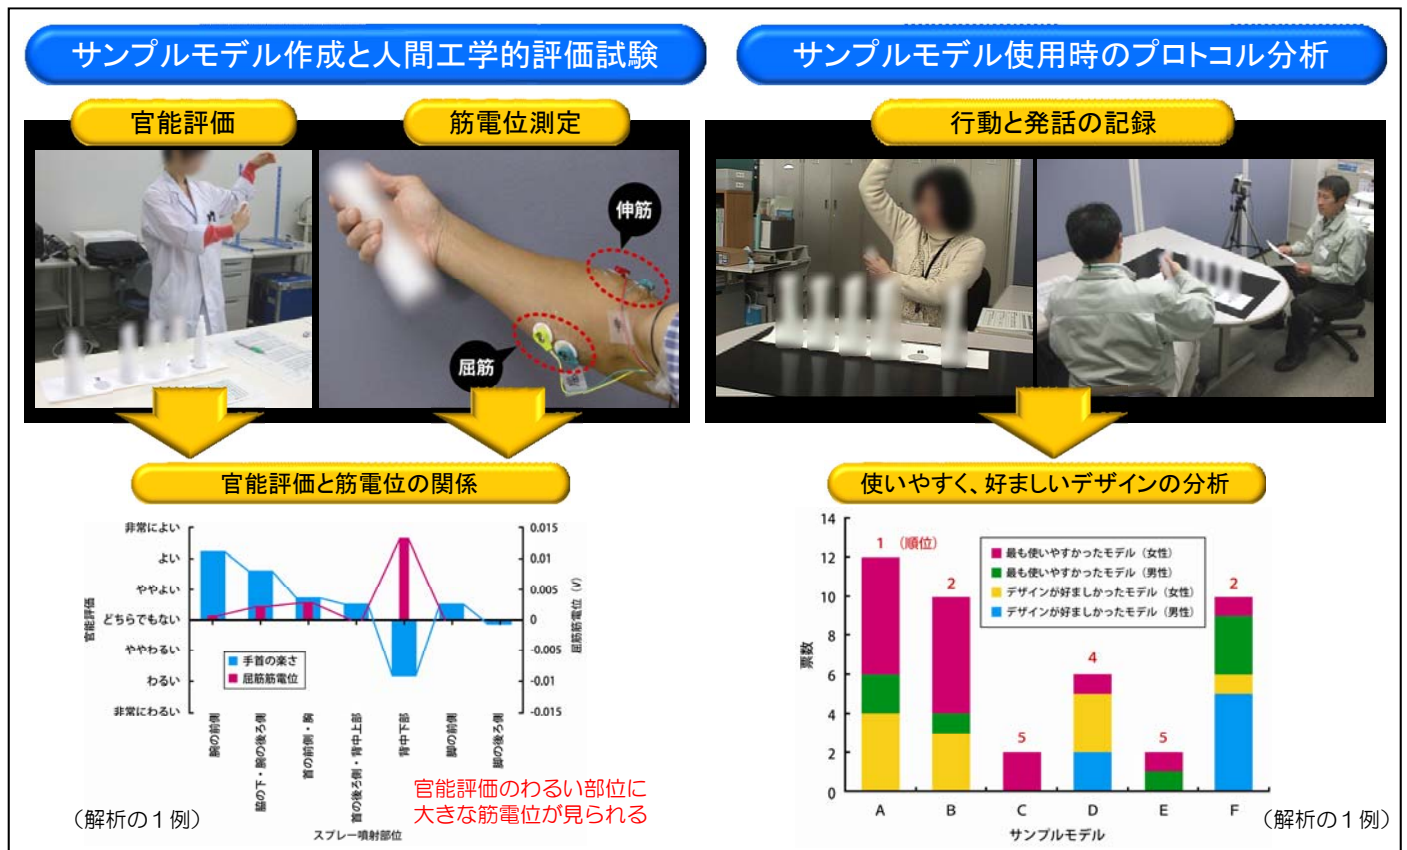 サンプルモデル作成と人間工学的評価試験
官能評価
筋電位測定
伸筋
屈筋
官能評価と筋電位の関係
非常によい
よい
ややよい
どちらでもない
ややわるい
わるい
非常にわるい
官能評価
0.015
0.01
0.005
0
-0.005
-0.01
-0.015
屈筋筋電位（V）
手首の楽さ
屈筋筋電位
腕の前側
脇の下・腕の後ろ側
首の前側・胸
首の後ろ側・背中上部
背中下部
脚の前側
脚の後ろ側
スプレー噴射部位
官能評価のわるい部位に
大きな筋電位が見られる
（解析の１例）
サンプルモデル使用時のプロトコル分析
行動と発話の記録
使いやすく、好ましいデザインの分析
14
12
10
8
6
4
2
0
票数
1 （順位）
2
5
4
5
2
最も使いやすかったモデル（女性）
最も使いやすかったモデル（男性）
デザインが好ましかったモデル（女性）
デザインが好ましかったモデル（男性）
A B C D E F
サンプルモデル
（解析の１例）